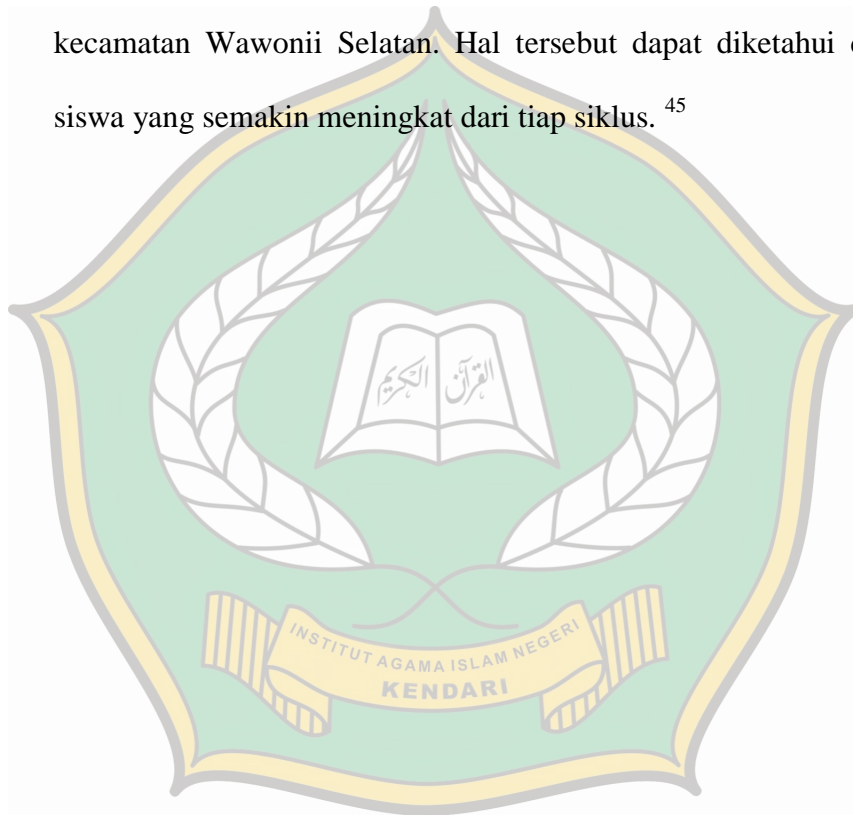 kecamatan Wawonii Selatan. Hal tersebut dapat diketahui
siswa yang semakin meningkat dari tiap siklus. 45
القرآن الكريم
INSTITUT AGAMA ISLAM NEGERI
KENDARI